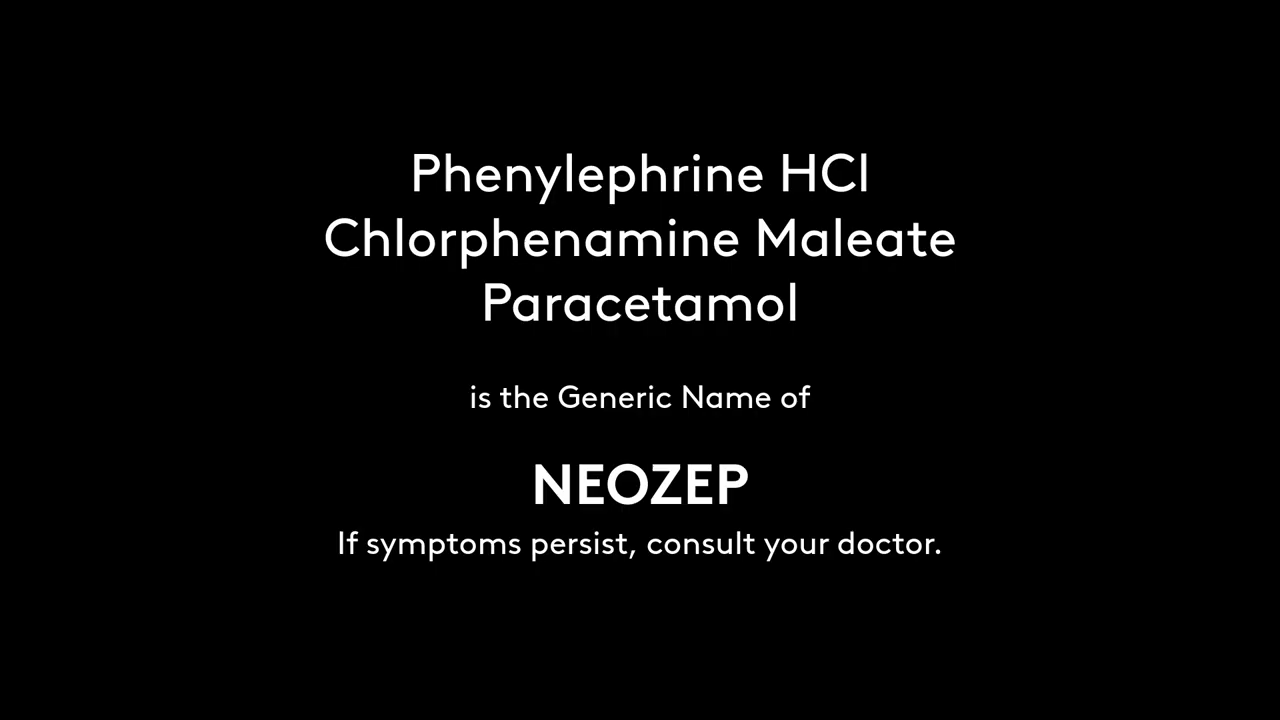 Phenylephrine HCl
Chlorphenamine Maleate
Paracetamol
is the Generic Name of
NEOZEP
If symptoms persist, consult your doctor.